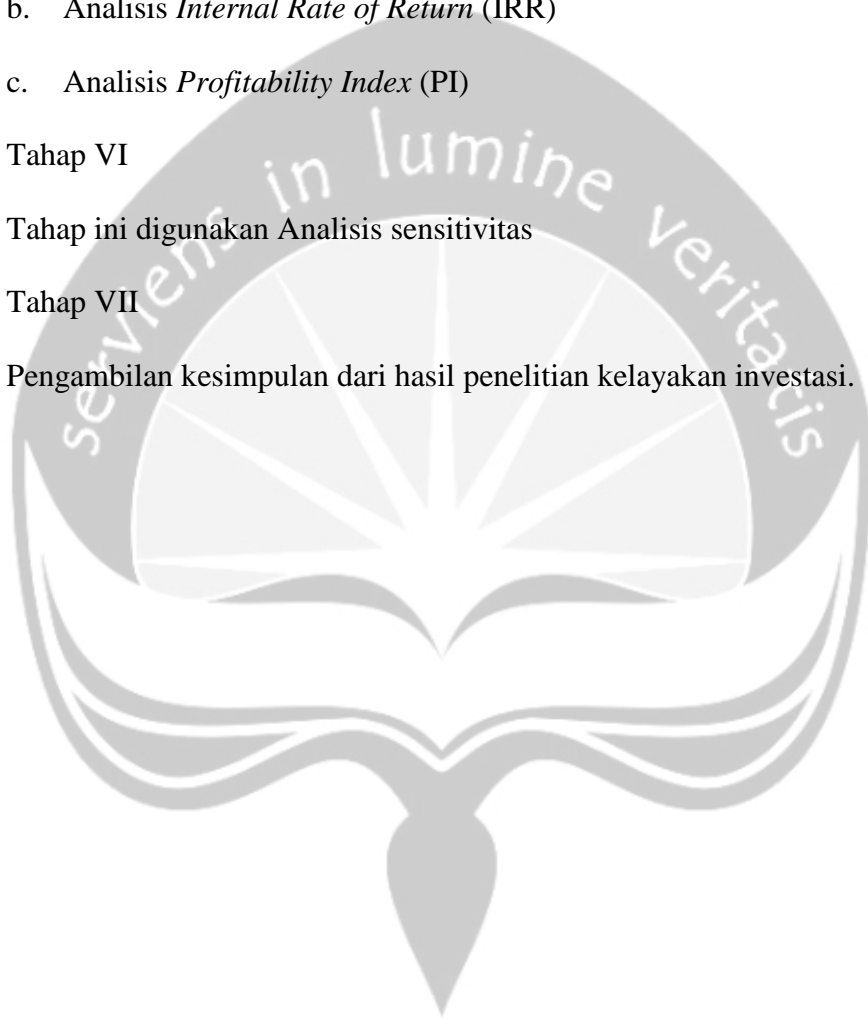 b. Analisis Internal Rate of Return (IRR)
c. Analisis Profitability Index (PI)
Tahap VI
Tahap ini digunakan Analisis sensitivitas
Tahap VII
Pengambilan kesimpulan dari hasil penelitian kelayakan investasi.
serviens in lumine veritatis